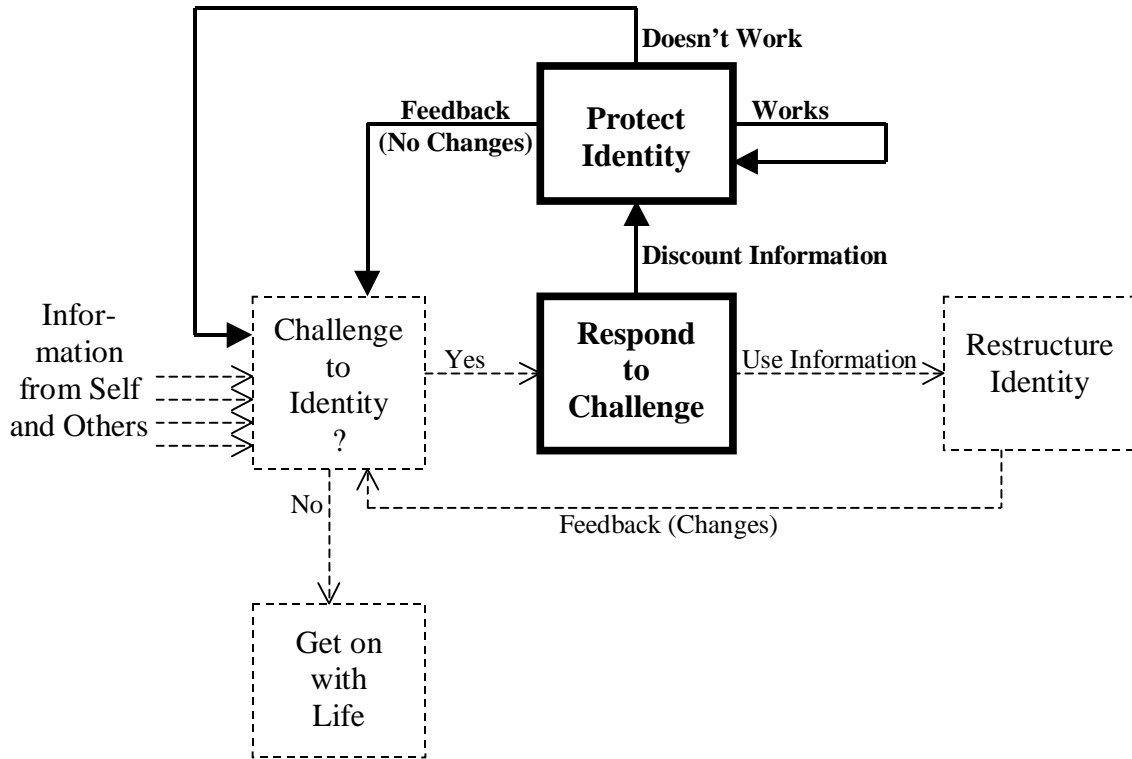 Doesn’t Work
Feedback
(No Changes)
Protect
Identity
Works
Discount Information
Infor-
mation
from Self
and Others
Challenge
to
Identity
?
Yes
Respond
to
Challenge
Use Information
Restructure
Identity
No
Feedback (Changes)
Get on
with
Life